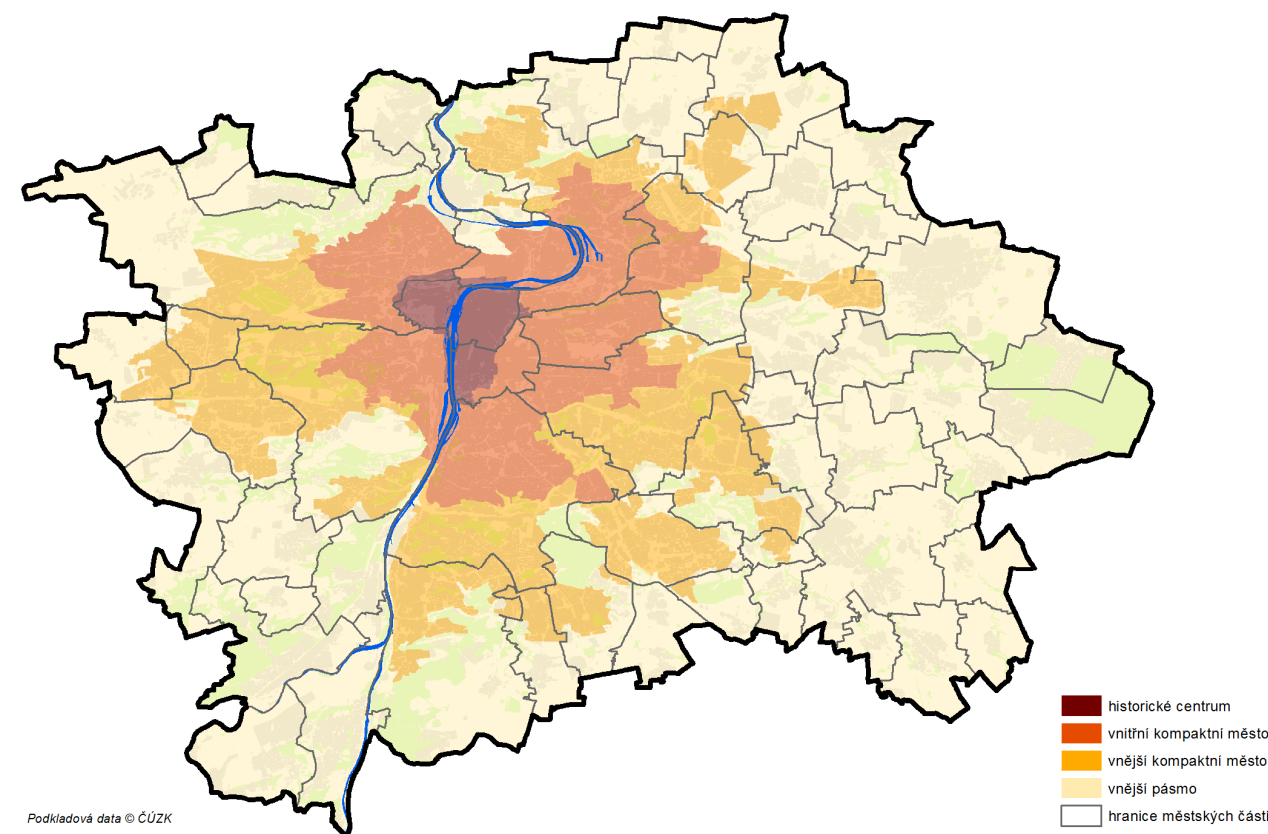 historické centrum
vnitřní kompaktní město
vnější kompaktní město
vnější pásmo
hranice městských částí
Podkladová data © ČÚZK